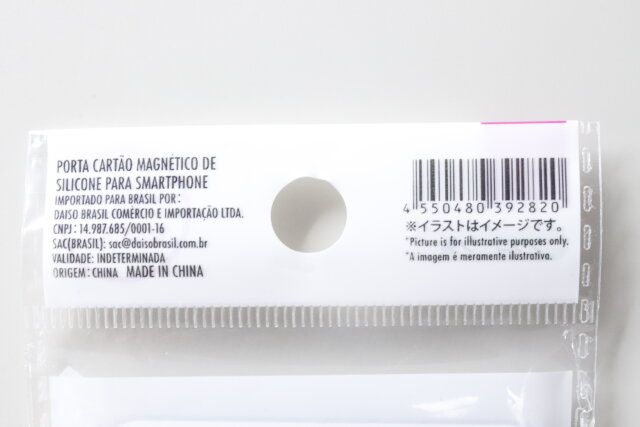 PORTA CARTÃO MAGNÉTICO DE
SILICONE PARA SMARTPHONE
IMPORTADO PARA BRASIL POR:
DAISO BRASIL COMÉRCIO E IMPORTAÇÃO LTDA.
CNPJ: 14.987.685/0001-16
SAC(BRASIL): sac@daisobrasil.com.br
VALIDADE: INDETERMINADA
ORIGEM: CHINA MADE IN CHINA
4 550480 392820
※イラストはイメージです。
*Picture is for illustrative purposes only.
*A imagem é meramente ilustrativa.